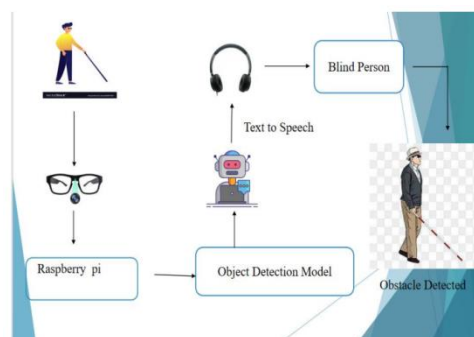 Blind Person
Text to Speech
Raspberry pi
Object Detection Model
Obstacle Detected